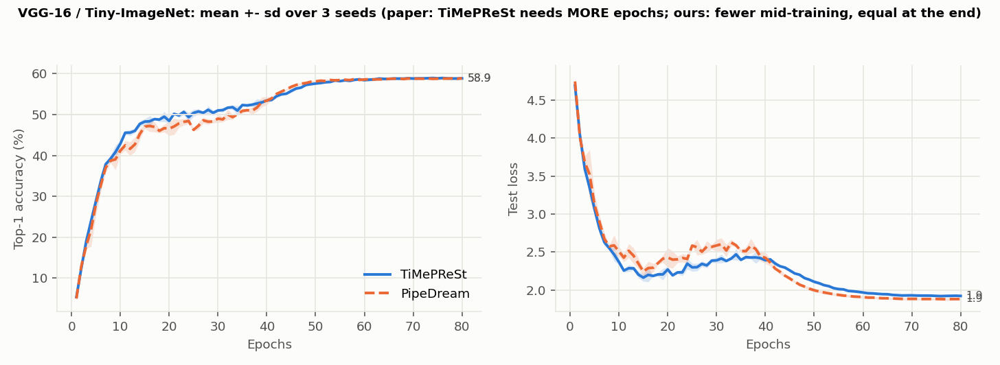 VGG-16 / Tiny-ImageNet: mean +- sd over 3 seeds (paper: TiMePReSt needs MORE epochs; ours: fewer mid-training, equal at the end)
Top-1 accuracy (%)
60
50
40
30
20
10
0 10 20 30 40 50 60 70 80
Epochs
58.9
TiMePReSt
PipeDream
Test loss
4.5
4.0
3.5
3.0
2.5
2.0
0 10 20 30 40 50 60 70 80
Epochs
1.9
1.9